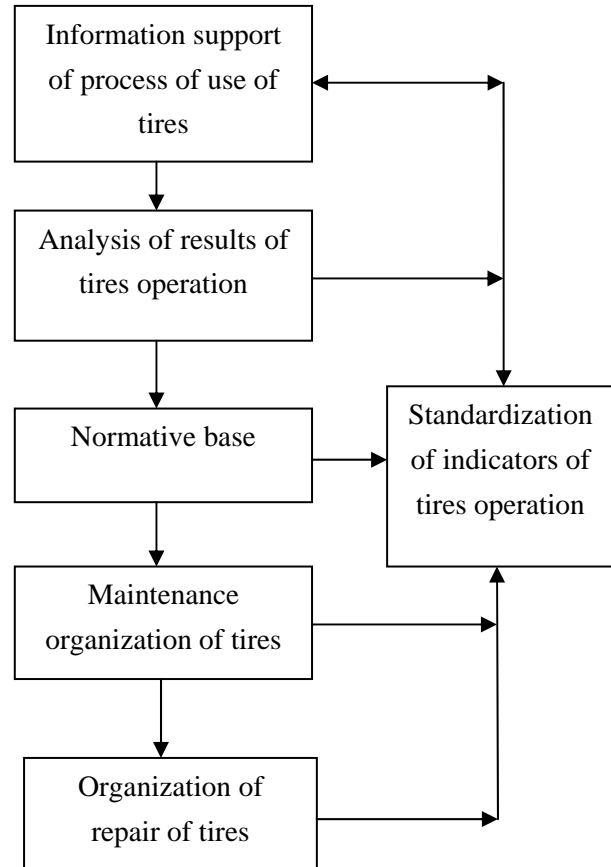 Information support
of process of use of
tires
Analysis of results of
tires operation
Normative base
Standardization
of indicators of
tires operation
Maintenance
organization of tires
Organization of
repair of tires